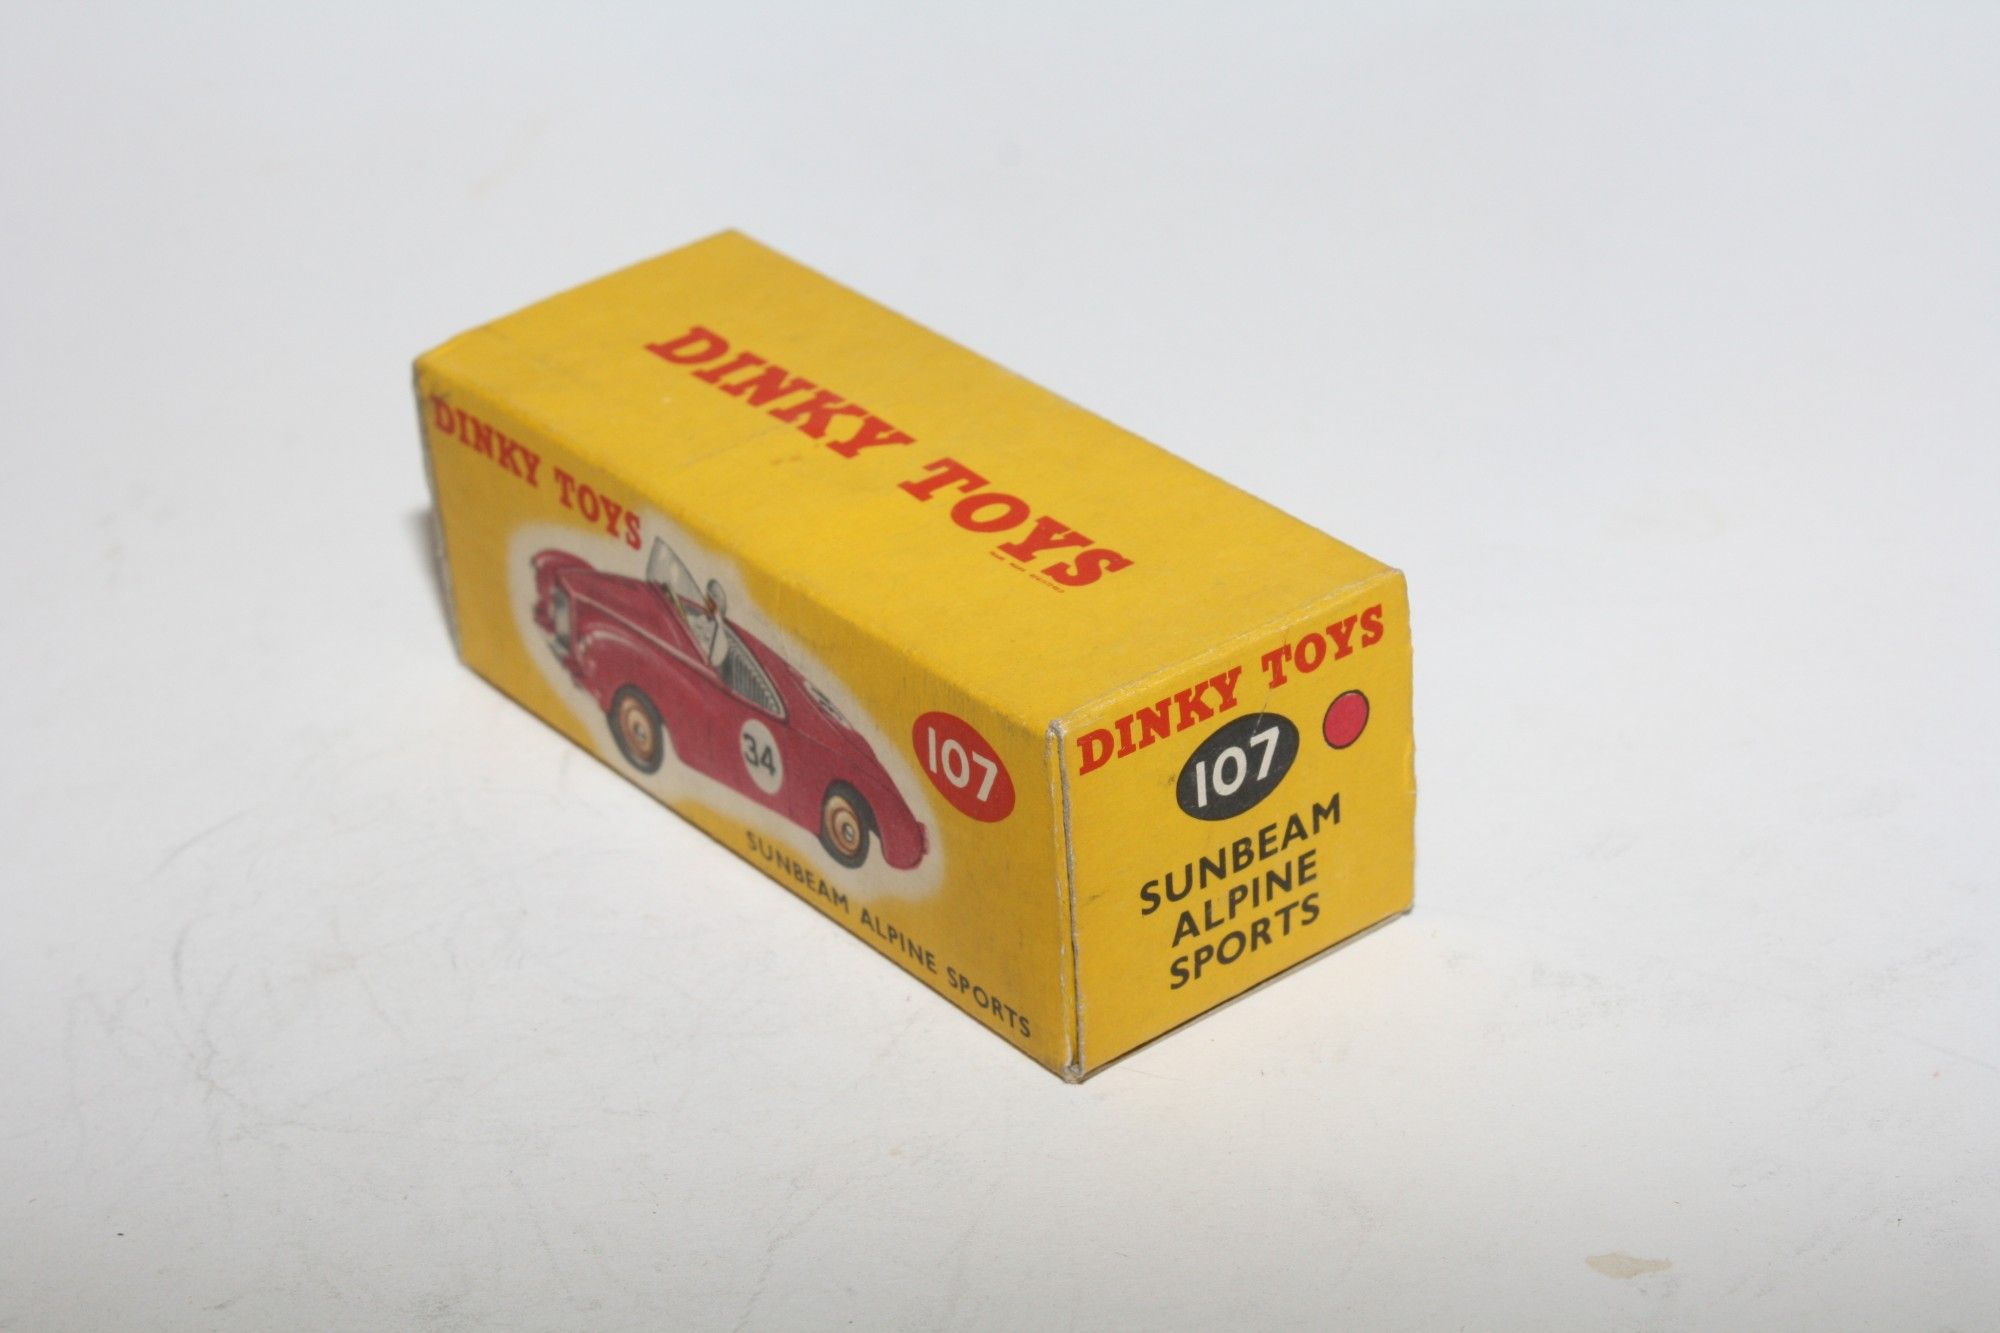 DINKY TOYS
DINKY TOYS
34
107
SUNBEAM ALPINE SPORTS
DINKY TOYS
107
SUNBEAM
ALPINE
SPORTS